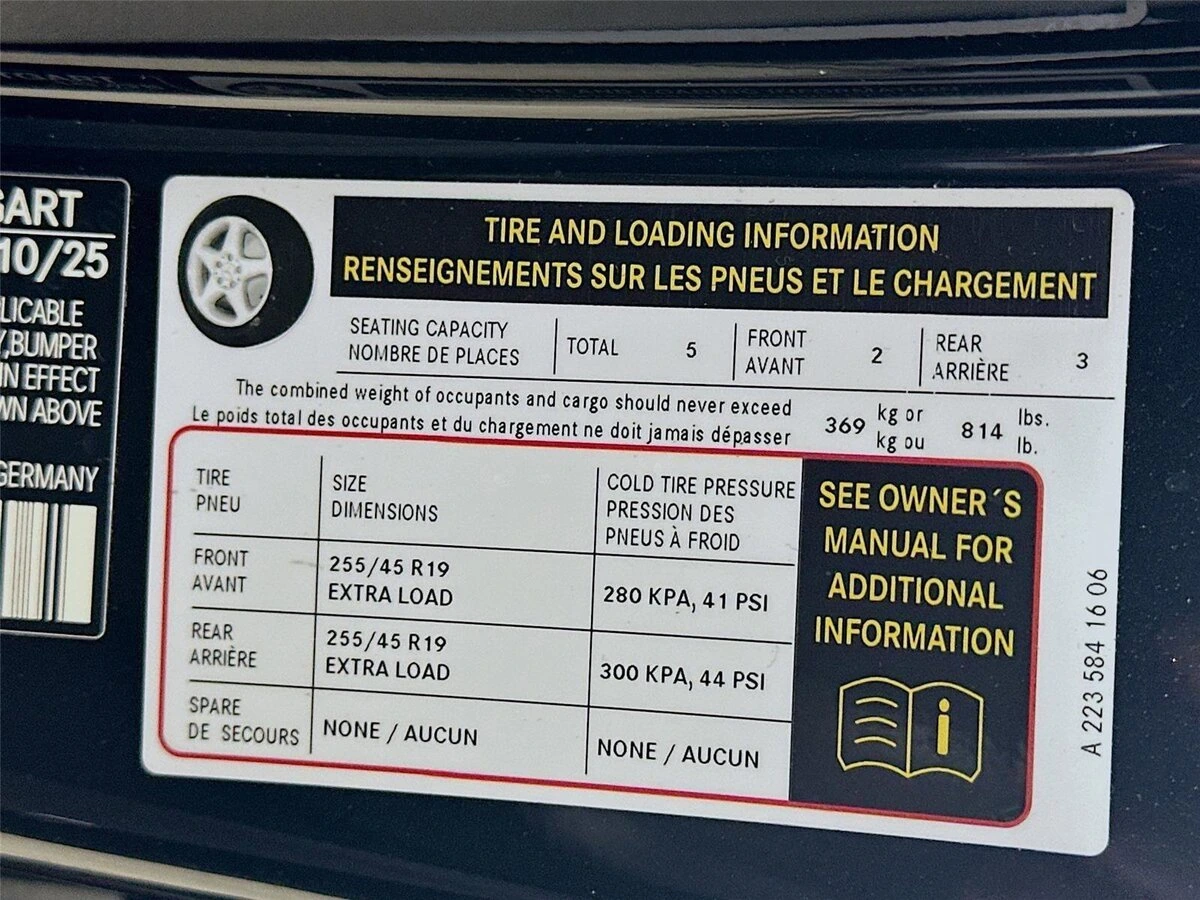 GART
10/25
LICABLE
Y,BUMPER
IN EFFECT
WN ABOVE
GERMANY
TIRE AND LOADING INFORMATION
RENSEIGNEMENTS SUR LES PNEUS ET LE CHARGEMENT
SEATING CAPACITY
NOMBRE DE PLACES
TOTAL 5
FRONT
AVANT
2
REAR
ARRIÈRE
3
The combined weight of occupants and cargo should never exceed
Le poids total des occupants et du chargement ne doit jamais dépasser
369
kg or
kg ou
814
lbs.
lb.
TIRE
PNEU
SIZE
DIMENSIONS
COLD TIRE PRESSURE
PRESSION DES
PNEUS À FROID
FRONT
AVANT
255/45 R19
EXTRA LOAD
280 KPA, 41 PSI
REAR
ARRIÈRE
255/45 R19
EXTRA LOAD
300 KPA, 44 PSI
SPARE
DE SECOURS
NONE / AUCUN
NONE / AUCUN
SEE OWNER´S
MANUAL FOR
ADDITIONAL
INFORMATION
A 223 584 16 06